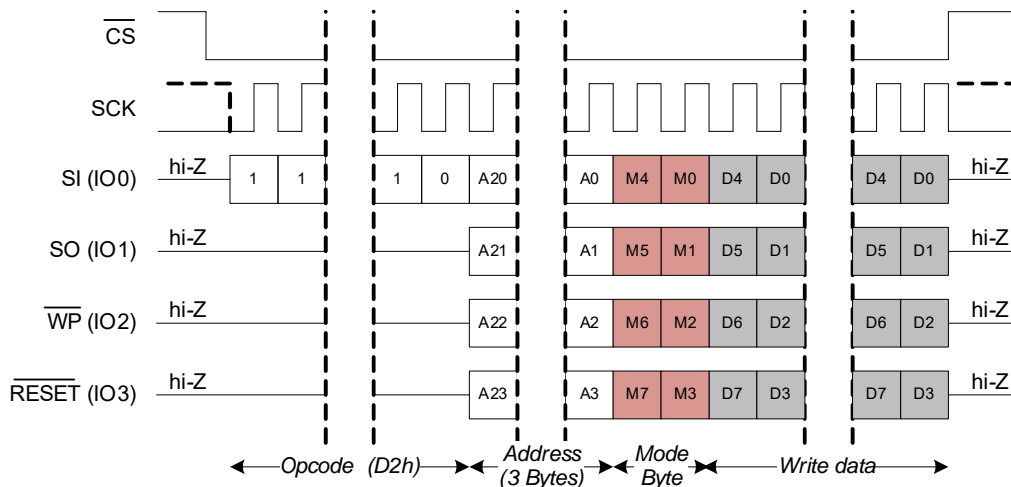 CS
SCK
SI (IO0) hi-Z 1 1 1 0 A20 A0 M4 M0 D4 D0 D4 D0 hi-Z
SO (IO1) hi-Z A21 A1 M5 M1 D5 D1 D5 D1 hi-Z
WP (IO2) hi-Z A22 A2 M6 M2 D6 D2 D6 D2 hi-Z
RESET (IO3) hi-Z A23 A3 M7 M3 D7 D3 D7 D3 hi-Z
Opcode (D2h) Address Mode Write data
(3 Bytes) Byte